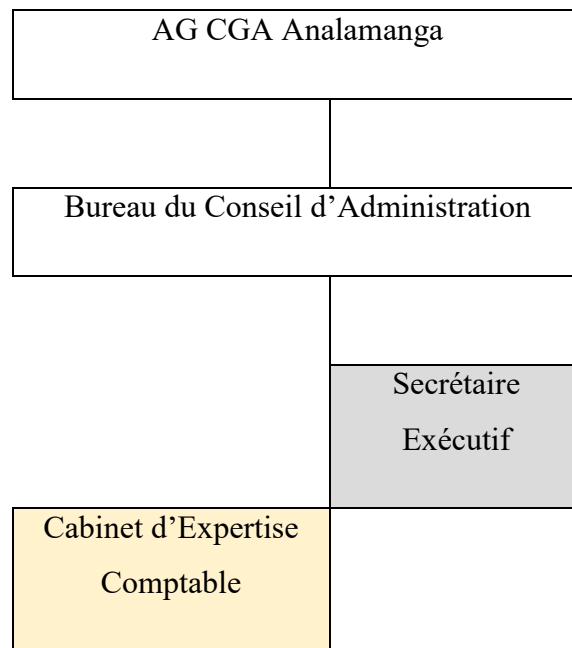 AG CGA Analamanga
Bureau du Conseil d’Administration
Secrétaire
Exécutif
Cabinet d’Expertise
Comptable